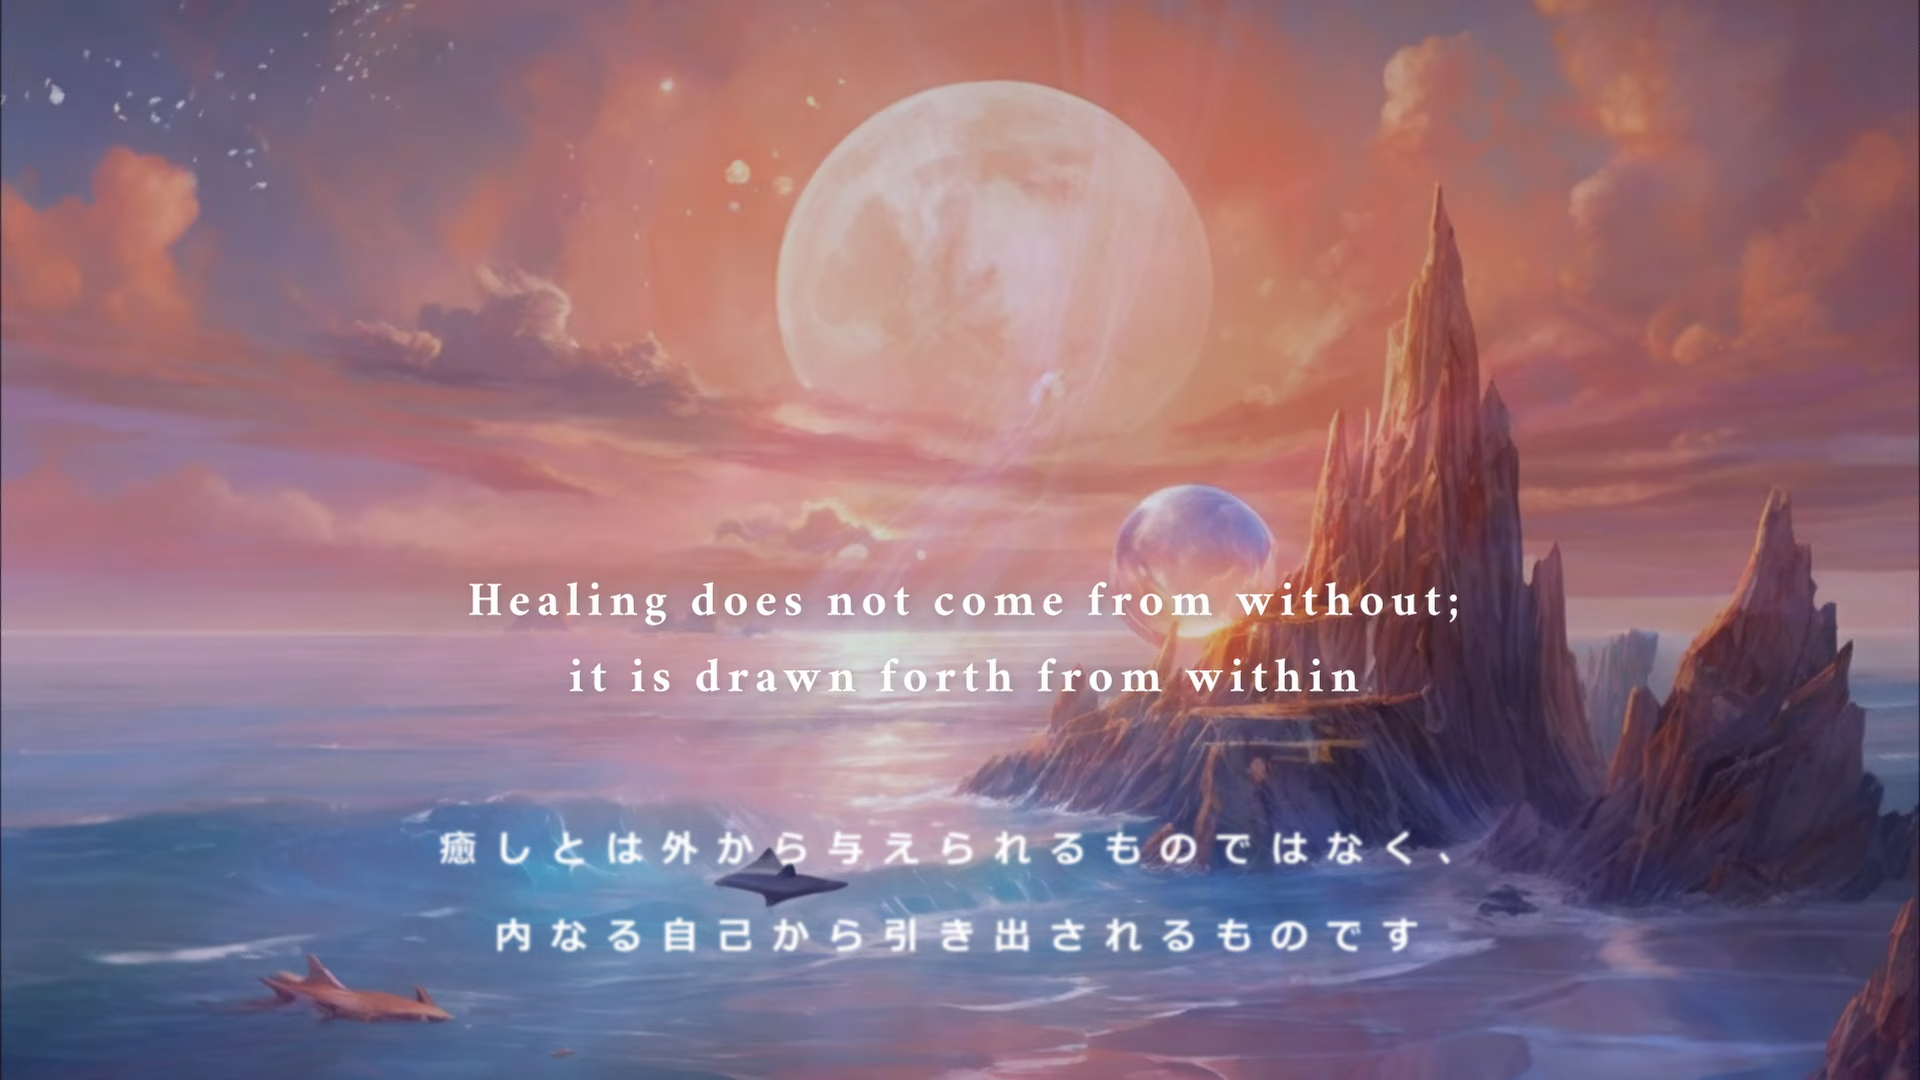 Healing does not come from without;
it is drawn forth from within
癒しとは外から与えられるものではなく、
内なる自己から引き出されるものです